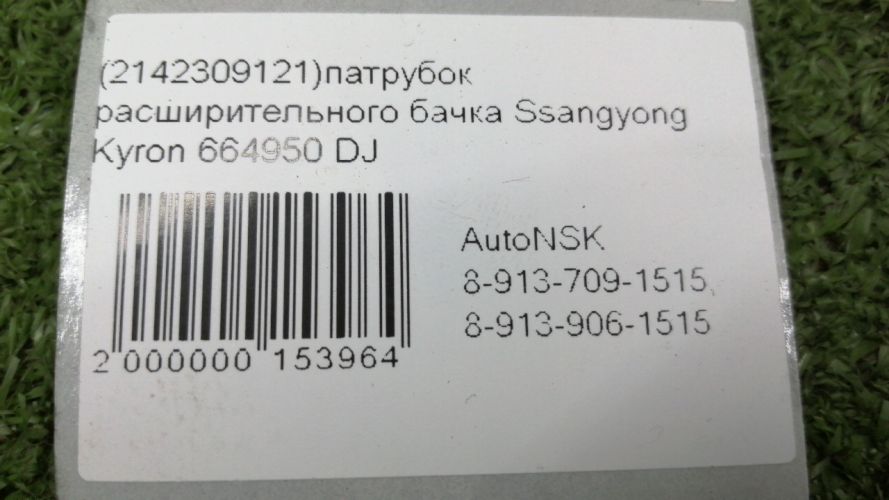 (2142309121)патрубок
расширительного бачка Ssangyong
Kyron 664950 DJ
AutoNSK
8-913-709-1515,
8-913-906-1515
2 000000 153964